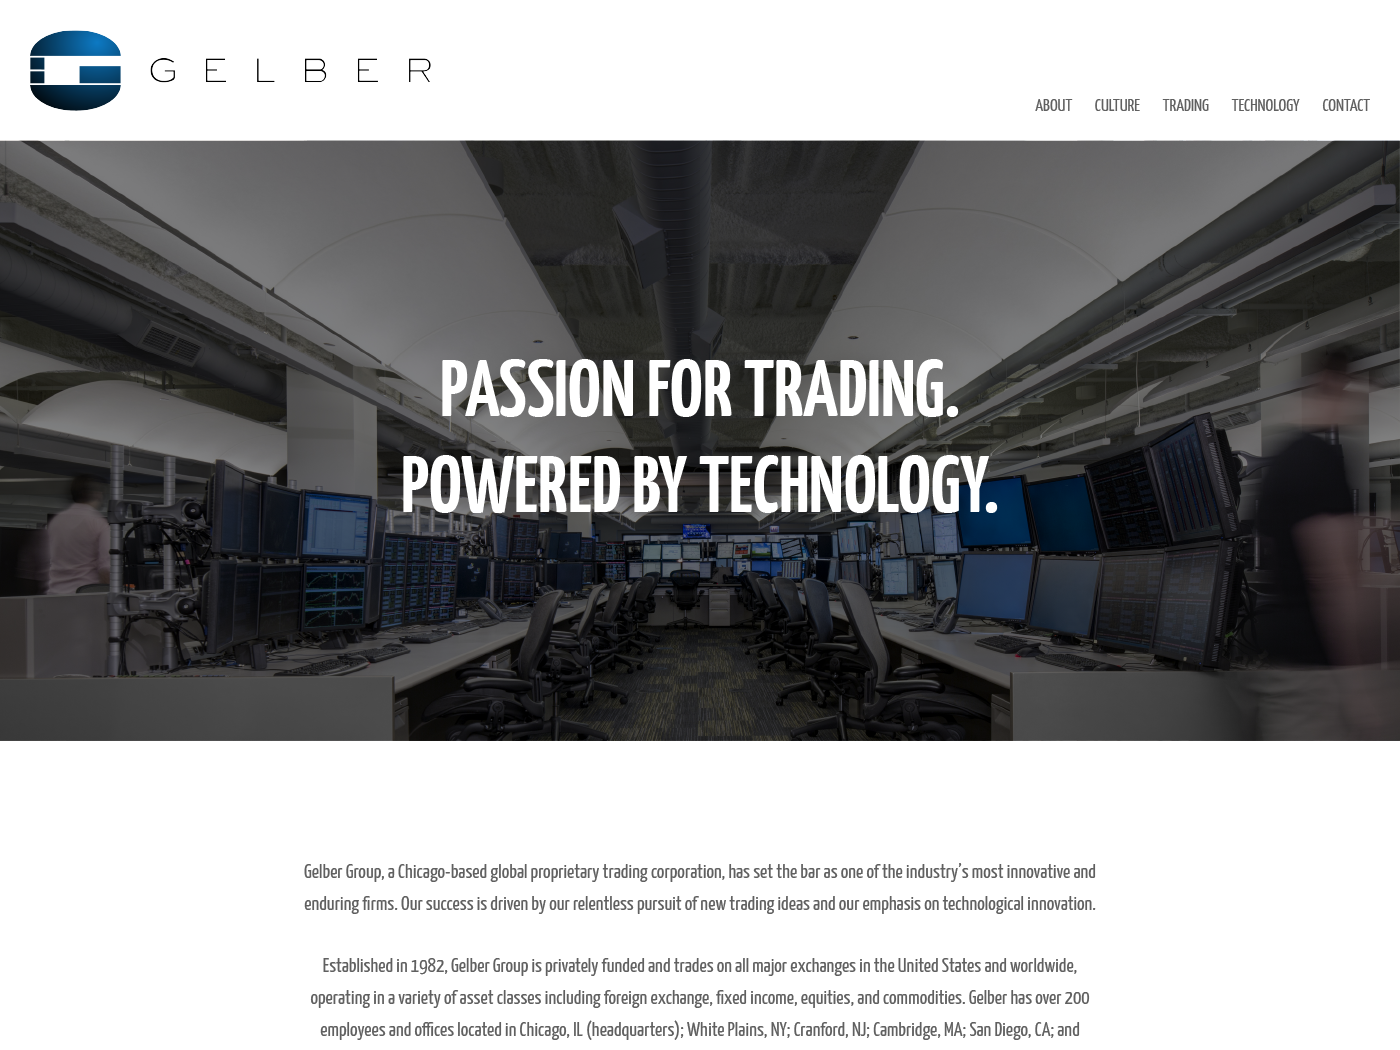 GELBER
ABOUT CULTURE TRADING TECHNOLOGY CONTACT
PASSION FOR TRADING.
POWERED BY TECHNOLOGY.
Gelber Group, a Chicago-based global proprietary trading corporation, has set the bar as one of the industry’s most innovative and
enduring firms. Our success is driven by our relentless pursuit of new trading ideas and our emphasis on technological innovation.
Established in 1982, Gelber Group is privately funded and trades on all major exchanges in the United States and worldwide,
operating in a variety of asset classes including foreign exchange, fixed income, equities, and commodities. Gelber has over 200
employees and offices located in Chicago, IL (headquarters); White Plains, NY; Cranford, NJ; Cambridge, MA; San Diego, CA; and